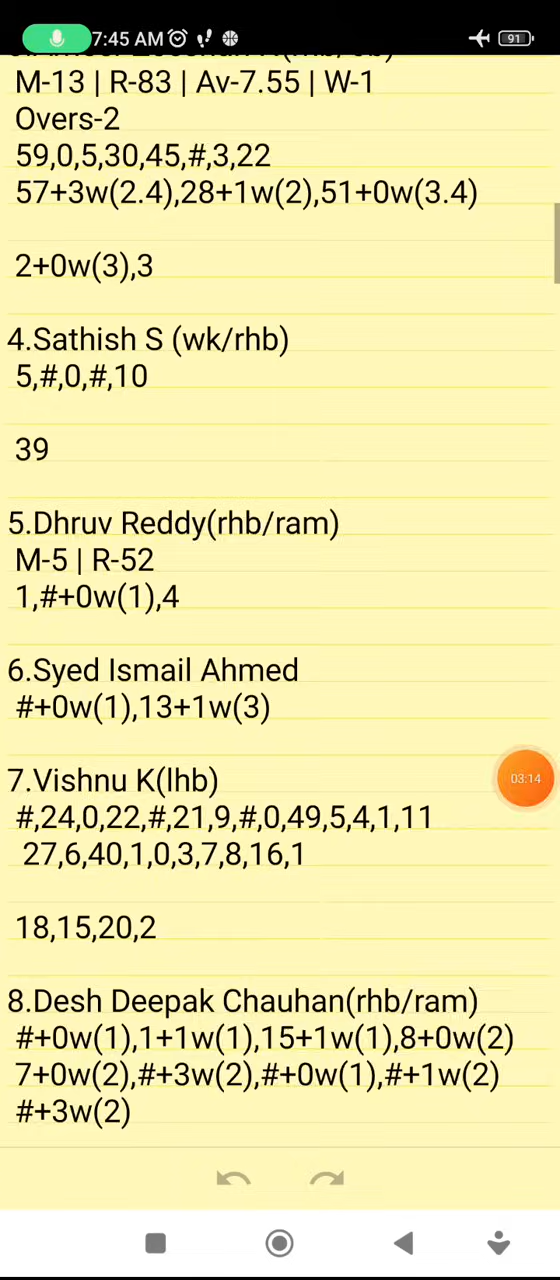 7:45 AM
91
M-13 | R-83 | Av-7.55 | W-1
Overs-2
59,0,5,30,45,#,3,22
57+3w(2.4),28+1w(2),51+0w(3.4)
2+0w(3),3
4.Sathish S (wk/rhb)
5,#,0,#,10
39
5.Dhruv Reddy(rhb/ram)
M-5 | R-52
1,#+0w(1),4
6.Syed Ismail Ahmed
#+0w(1),13+1w(3)
7.Vishnu K(lhb)
03:14
#,24,0,22,#,21,9,#,0,49,5,4,1,11
27,6,40,1,0,3,7,8,16,1
18,15,20,2
8.Desh Deepak Chauhan(rhb/ram)
#+0w(1),1+1w(1),15+1w(1),8+0w(2)
7+0w(2),#+3w(2),#+0w(1),#+1w(2)
#+3w(2)